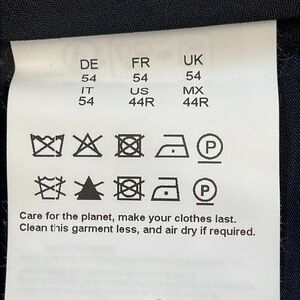 DE FR UK
54 54 54
IT US MX
54 44R 44R
P
P
Care for the planet, make your clothes last.
Clean this garment less, and air dry if required.